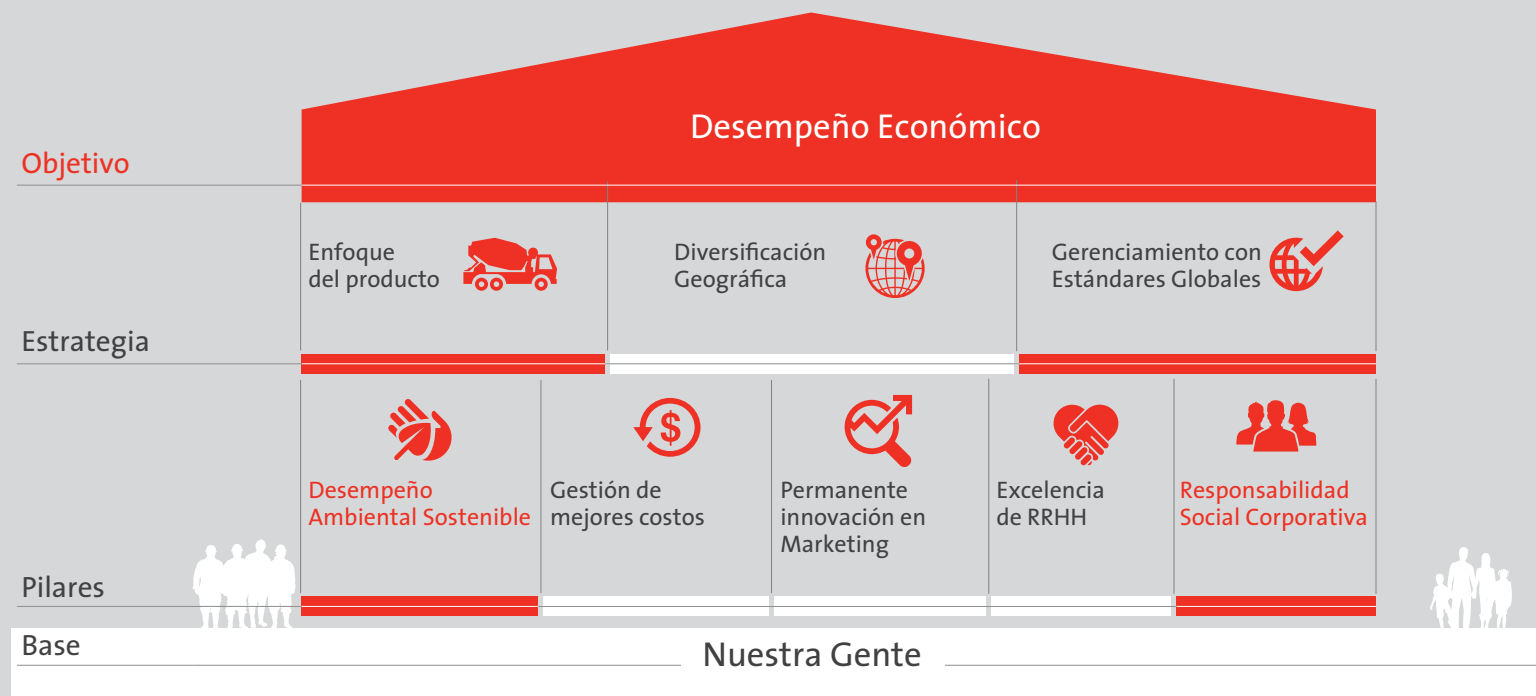 Desempeño Económico
Objetivo
Enfoque
del producto
Diversificación
Geográfica
Gerenciamiento con
Estándares Globales
Estrategia
$
Desempeño
Ambiental Sostenible
Gestión de
mejores costos
Permanente
innovación en
Marketing
Excelencia
de RRHH
Responsabilidad
Social Corporativa
Pilares
Base
Nuestra Gente